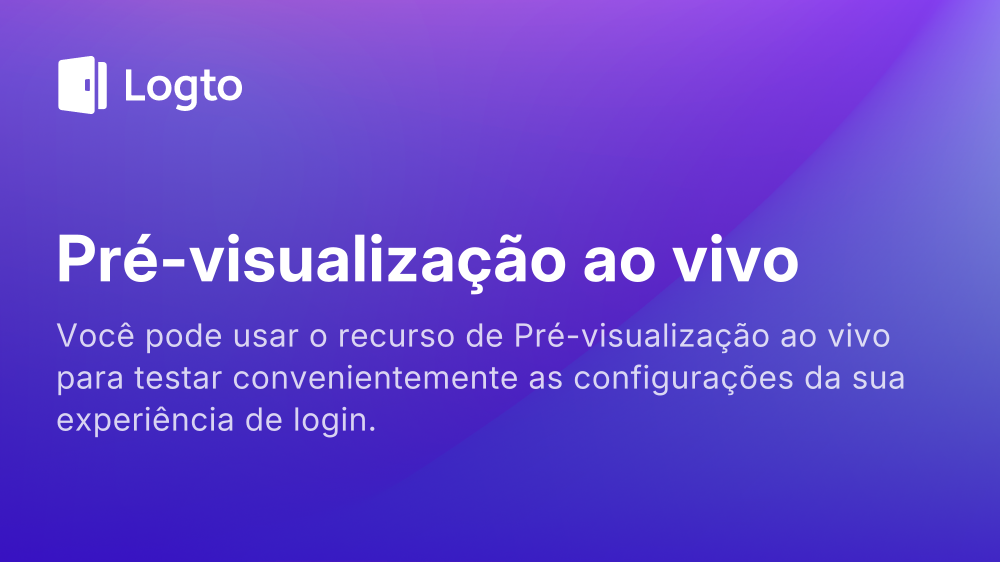 Logto
Pré-visualização ao vivo
Você pode usar o recurso de Pré-visualização ao vivo
para testar convenientemente as configurações da sua
experiência de login.